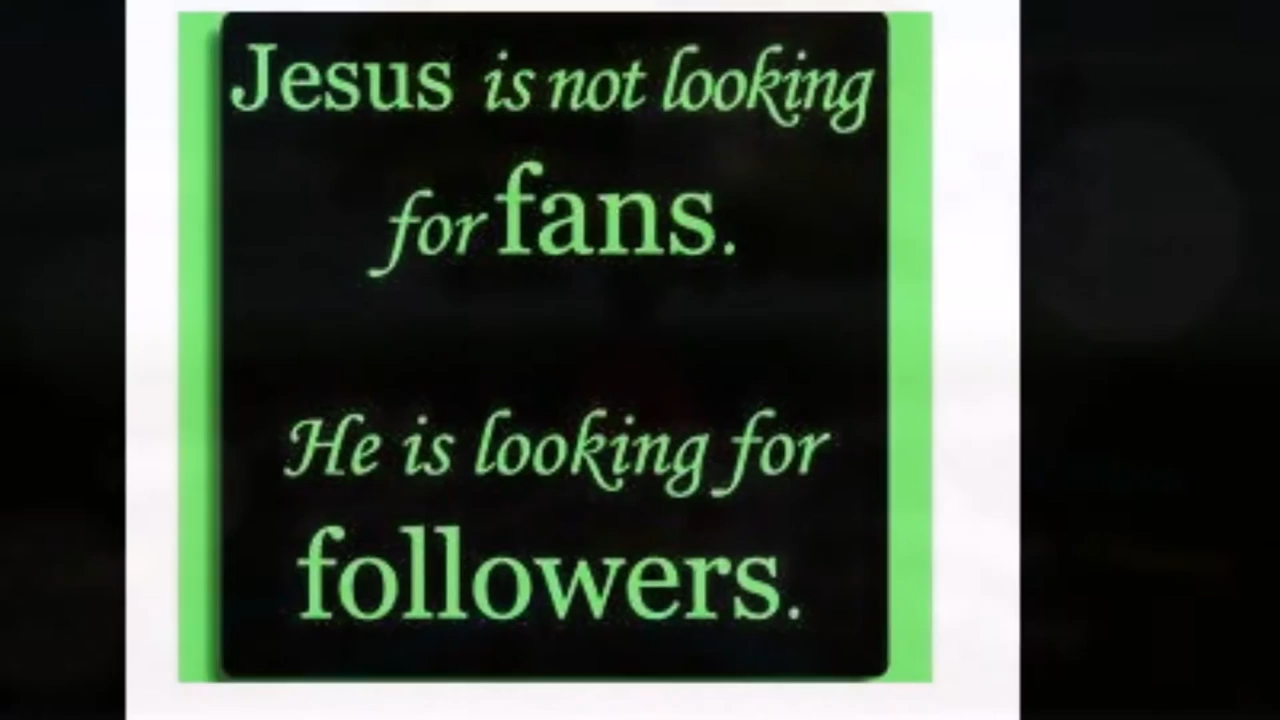 Jesus is not looking
for fans.
He is looking for
followers.